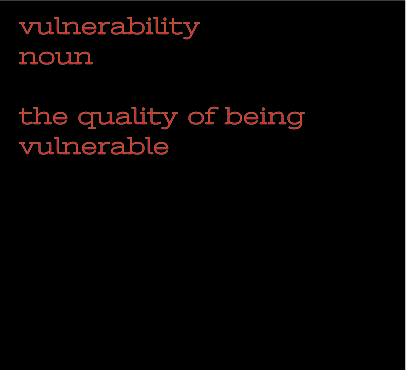 vulnerability
noun
the quality of being
vulnerable